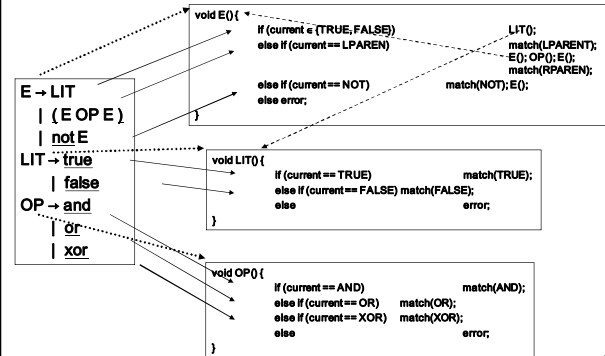 void E() {
if (current ∈ {TRUE, FALSE}) LIT();
else if (current == LPAREN) match(LPARENT);
E(); OP(); E();
match(RPAREN);
else if (current == NOT) match(NOT); E();
else error;
}
E → LIT
| ( E OP E )
| not E
LIT → true
| false
OP → and
| or
| xor
void LIT() {
if (current == TRUE) match(TRUE);
else if (current == FALSE) match(FALSE);
else error;
}
void OP() {
if (current == AND) match(AND);
else if (current == OR) match(OR);
else if (current == XOR) match(XOR);
else error;
}